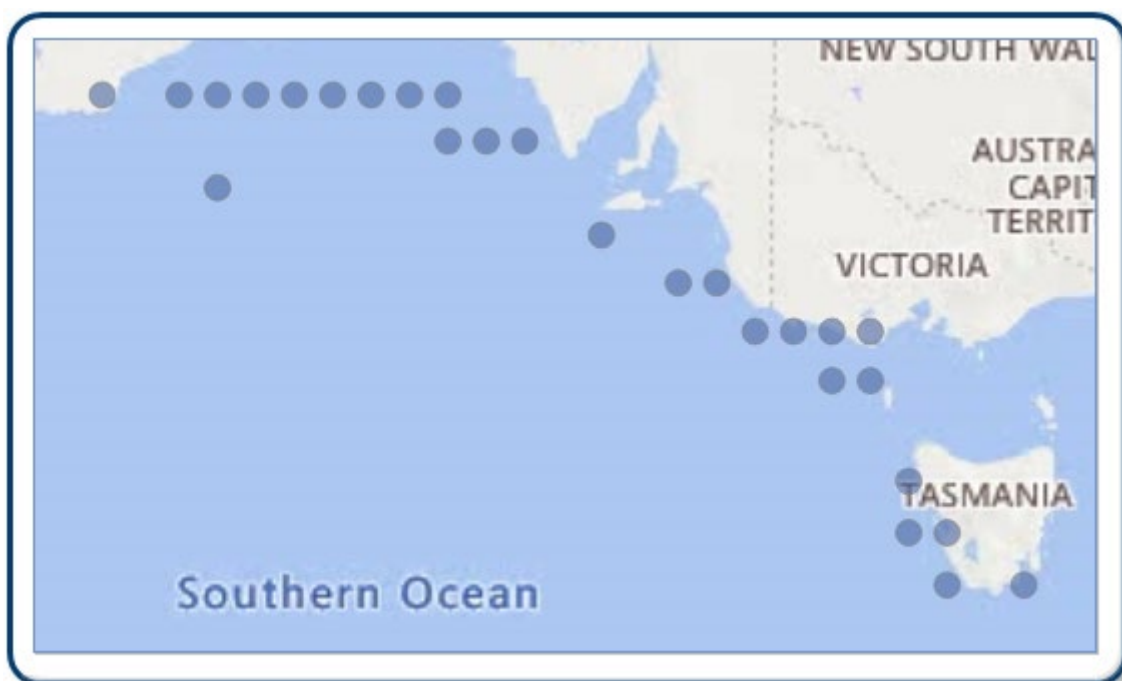 NEW SOUTH WAL
AUSTRA
CAPIT
TERRIT
VICTORIA
TASMANIA
Southern Ocean